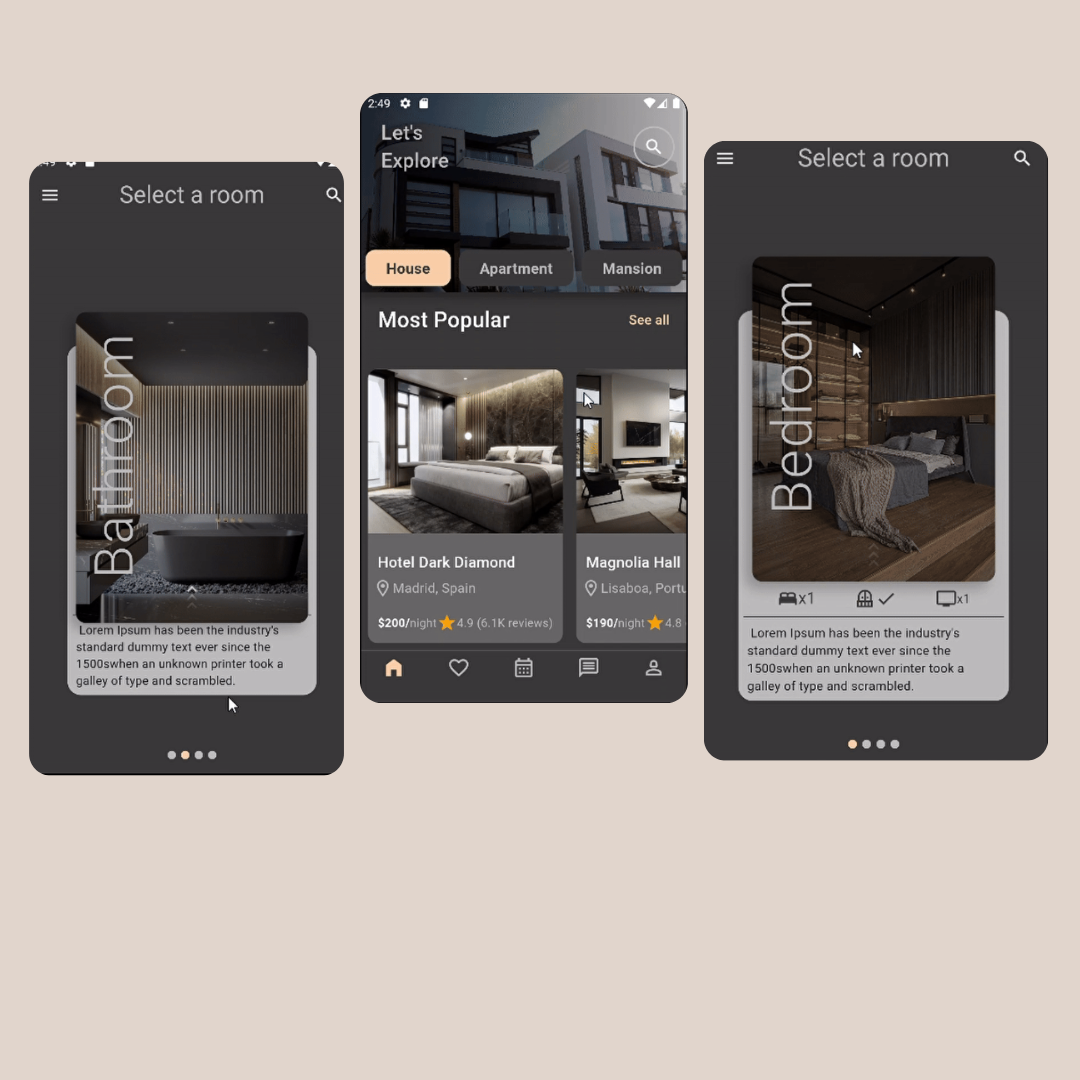 Select a room
Bathroom
Lorem Ipsum has been the industry's
standard dummy text ever since the
1500swhen an unknown printer took a
galley of type and scrambled.
2:49
Let's
Explore
House
Apartment
Mansion
Most Popular
See all
Hotel Dark Diamond
Madrid, Spain
$200/night 4.9 (6.1K reviews)
Magnolia Hall
Lisaboa, Portu
$190/night 4.8
Select a room
Bedroom
x1
x1
Lorem Ipsum has been the industry's
standard dummy text ever since the
1500swhen an unknown printer took a
galley of type and scrambled.